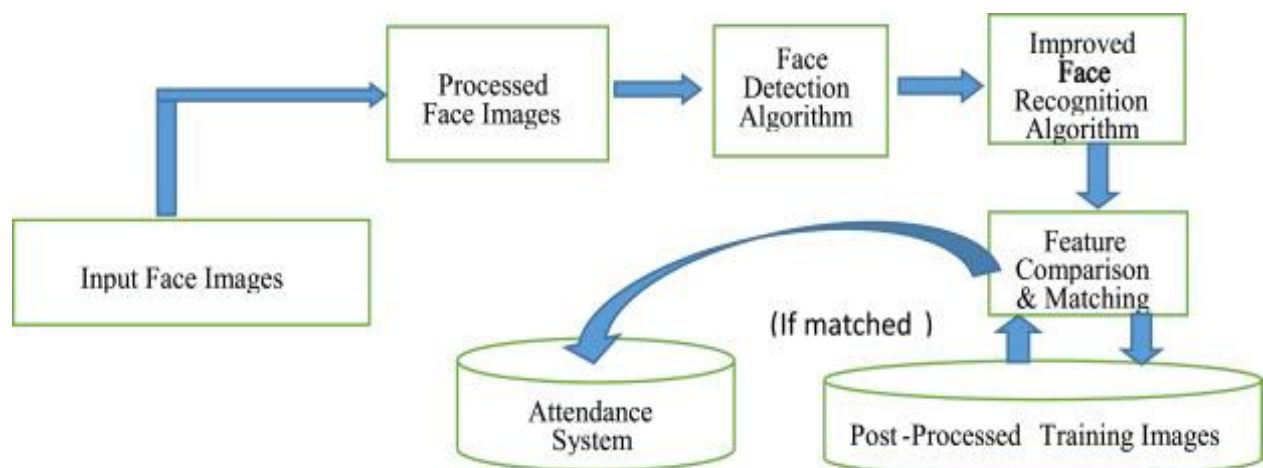 Processed
Face Images
Face
Detection
Algorithm
Improved
Face
Recognition
Algorithm
Input Face Images
Feature
Comparison
& Matching
(If matched )
Attendance
System
Post -Processed Training Images